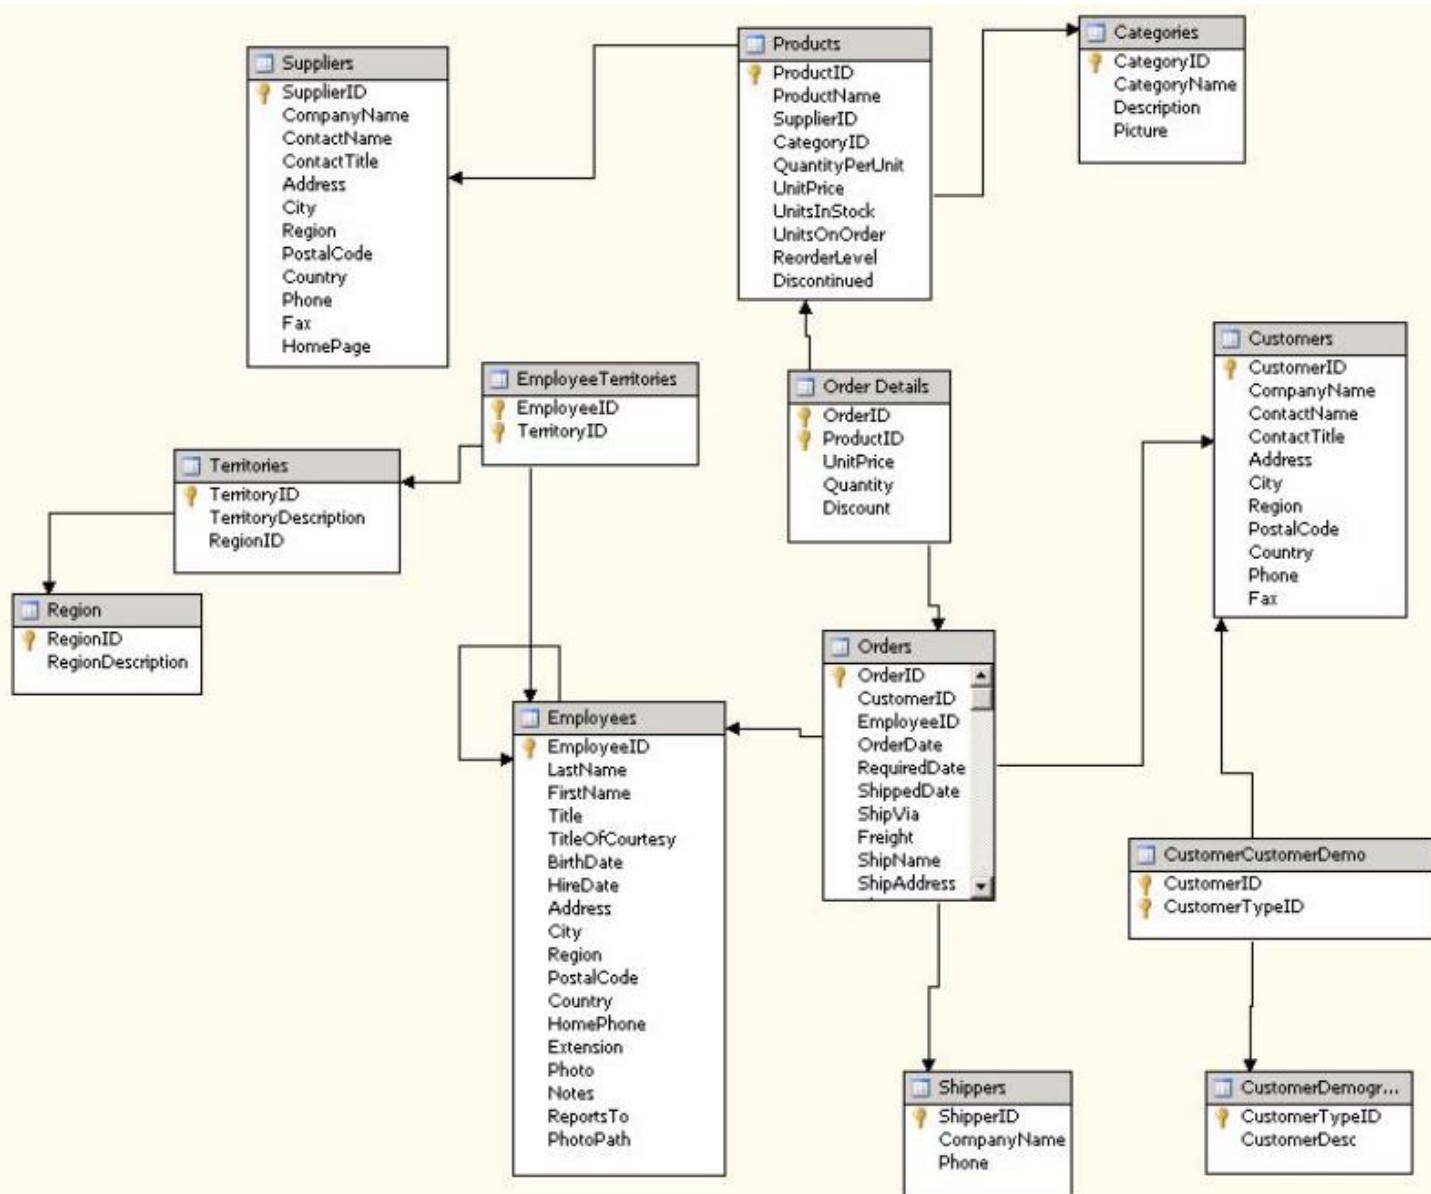 Suppliers
SupplierID
CompanyName
ContactName
ContactTitle
Address
City
Region
PostalCode
Country
Phone
Fax
HomePage
Products
ProductID
ProductName
SupplierID
CategoryID
QuantityPerUnit
UnitPrice
UnitsInStock
UnitsOnOrder
ReorderLevel
Discontinued
Categories
CategoryID
CategoryName
Description
Picture
EmployeeTerritories
EmployeeID
TerritoryID
Territories
TerritoryID
TerritoryDescription
RegionID
Region
RegionID
RegionDescription
Order Details
OrderID
ProductID
UnitPrice
Quantity
Discount
Customers
CustomerID
CompanyName
ContactName
ContactTitle
Address
City
Region
PostalCode
Country
Phone
Fax
Employees
EmployeeID
LastName
FirstName
Title
TitleOfCourtesy
BirthDate
HireDate
Address
City
Region
PostalCode
Country
HomePhone
Extension
Photo
Notes
ReportsTo
PhotoPath
Orders
OrderID
CustomerID
EmployeeID
OrderDate
RequiredDate
ShippedDate
ShipVia
Freight
ShipName
ShipAddress
CustomerCustomerDemo
CustomerID
CustomerTypeID
Shippers
ShipperID
CompanyName
Phone
CustomerDemogr...
CustomerTypeID
CustomerDesc